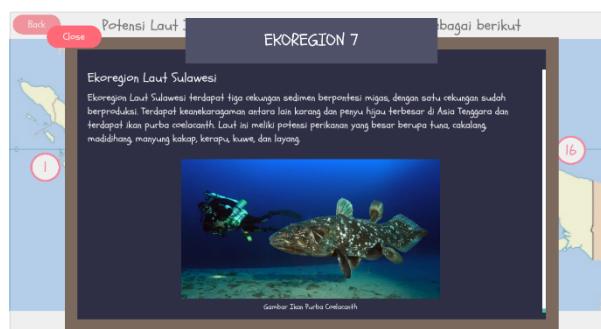 Back
Close
Potensi Laut
ebagai berikut
EKOREGION 7
Ekoregion Laut Sulawesi
Ekoregion Laut Sulawesi terdapat tiga cekungan sedimen berpontesi migas, dengan satu cekungan sudah
berproduksi. Terdapat keanekaragaman antara lain karang dan penyu hijau terbesar di Asia Tenggara dan
terdapat ikan purba coelacanth. Laut ini meliki potensi perikanan yang besar berupa tuna, cakalang,
madidihang, manyung kakap, kerapu, kuwe, dan layang.
1
16
Gambar Ikan Purba Coelacanth